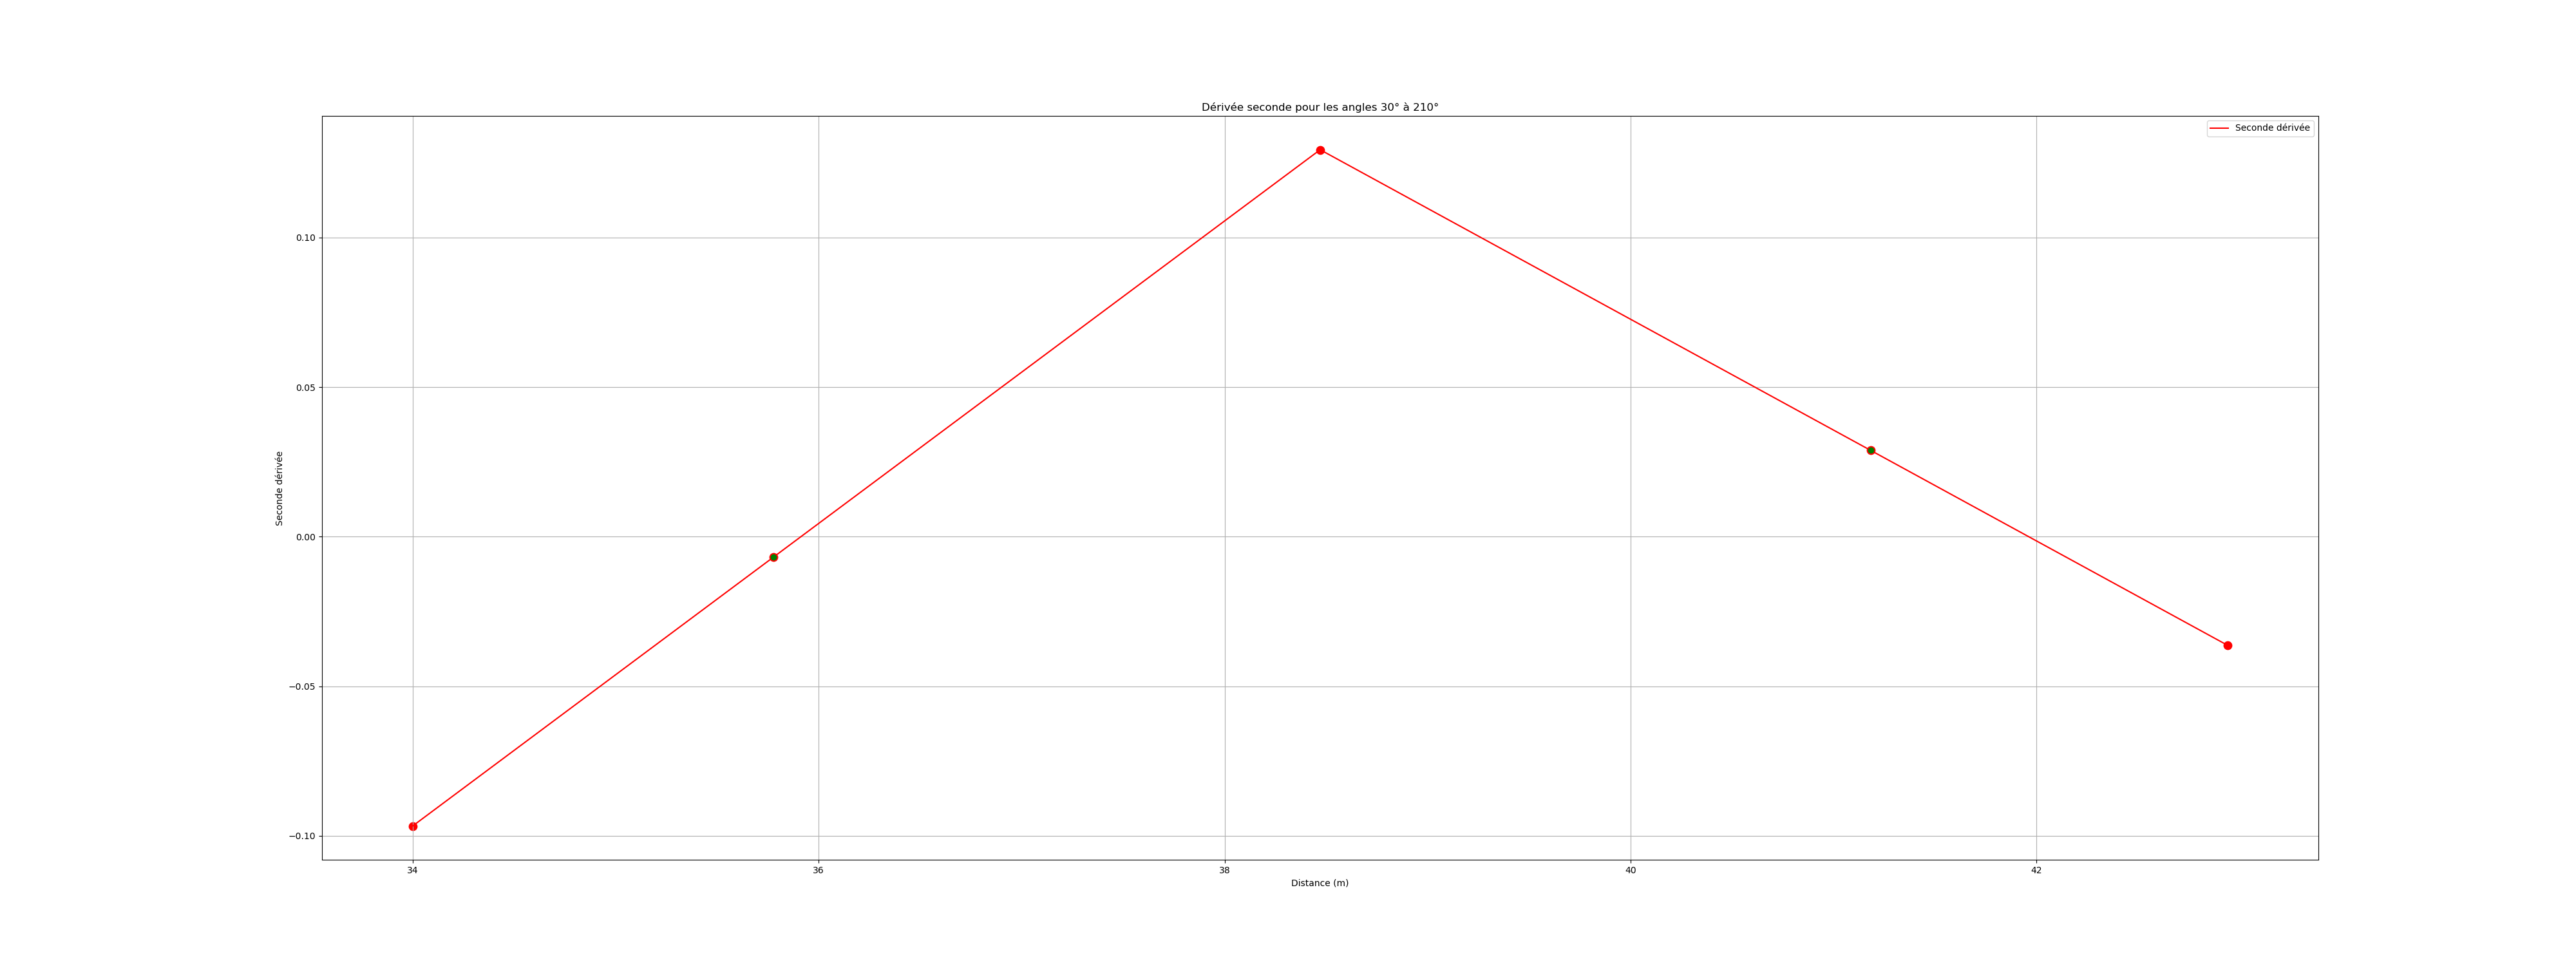 Dérivée seconde pour les angles 30° à 210°
Seconde dérivée
0.10
0.05
0.00
−0.05
−0.10
Seconde dérivée
34
36
38
40
42
Distance (m)